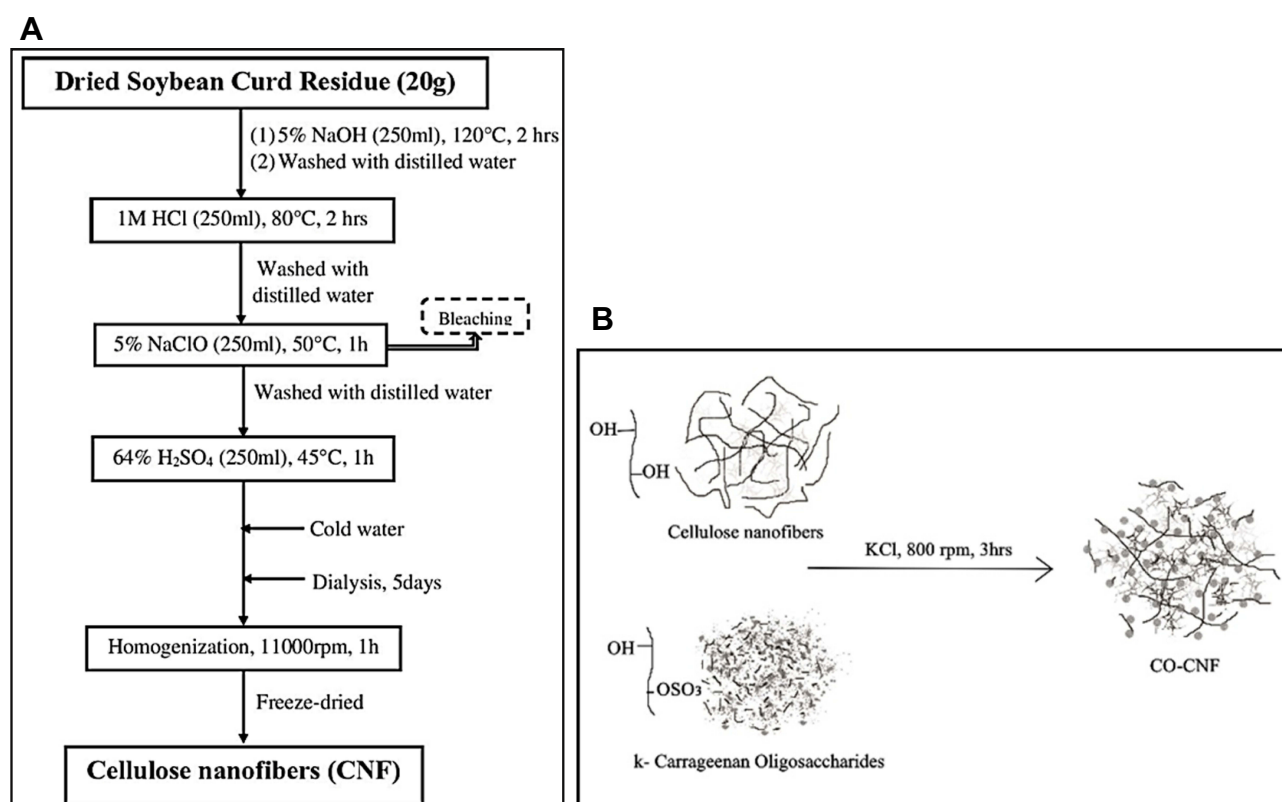 A
Dried Soybean Curd Residue (20g)
(1) 5% NaOH (250ml), 120°C, 2 hrs
(2) Washed with distilled water
1M HCl (250ml), 80°C, 2 hrs
Washed with
distilled water
Bleaching
5% NaClO (250ml), 50°C, 1h
Washed with distilled water
64% H₂SO₄ (250ml), 45°C, 1h
Cold water
Dialysis, 5days
Homogenization, 11000rpm, 1h
Freeze-dried
Cellulose nanofibers (CNF)
B
OH
OH
Cellulose nanofibers
KCl, 800 rpm, 3hrs
OH
OSO₃
k- Carrageenan Oligosaccharides
CO-CNF